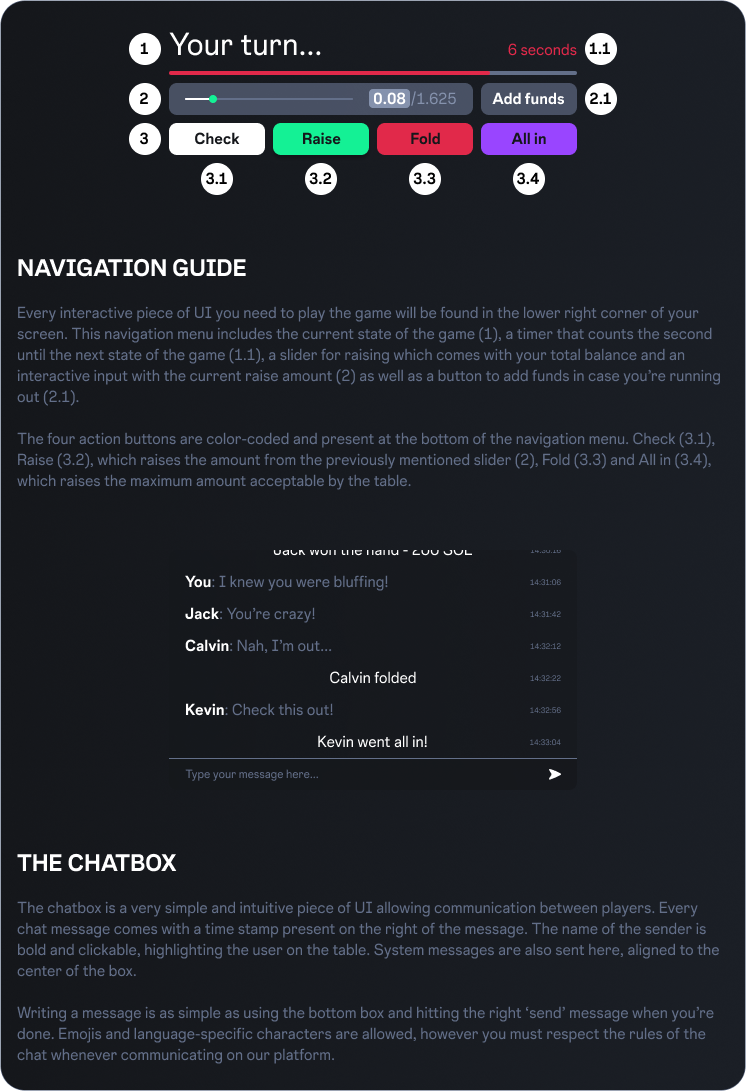 1 Your turn... 6 seconds 1.1
2 0.08/1.625 Add funds 2.1
3 Check Raise Fold All in
3.1 3.2 3.3 3.4
NAVIGATION GUIDE
Every interactive piece of UI you need to play the game will be found in the lower right corner of your
screen. This navigation menu includes the current state of the game (1), a timer that counts the second
until the next state of the game (1.1), a slider for raising which comes with your total balance and an
interactive input with the current raise amount (2) as well as a button to add funds in case you’re running
out (2.1).
The four action buttons are color-coded and present at the bottom of the navigation menu. Check (3.1),
Raise (3.2), which raises the amount from the previously mentioned slider (2), Fold (3.3) and All in (3.4),
which raises the maximum amount acceptable by the table.
Jack won the hand - 200 SOL
You: I knew you were bluffing! 14:31:06
Jack: You’re crazy! 14:31:42
Calvin: Nah, I’m out... 14:32:12
Calvin folded 14:32:22
Kevin: Check this out! 14:32:56
Kevin went all in! 14:33:04
Type your message here...
THE CHATBOX
The chatbox is a very simple and intuitive piece of UI allowing communication between players. Every
chat message comes with a time stamp present on the right of the message. The name of the sender is
bold and clickable, highlighting the user on the table. System messages are also sent here, aligned to the
center of the box.
Writing a message is as simple as using the bottom box and hitting the right ‘send’ message when you’re
done. Emojis and language-specific characters are allowed, however you must respect the rules of the
chat whenever communicating on our platform.